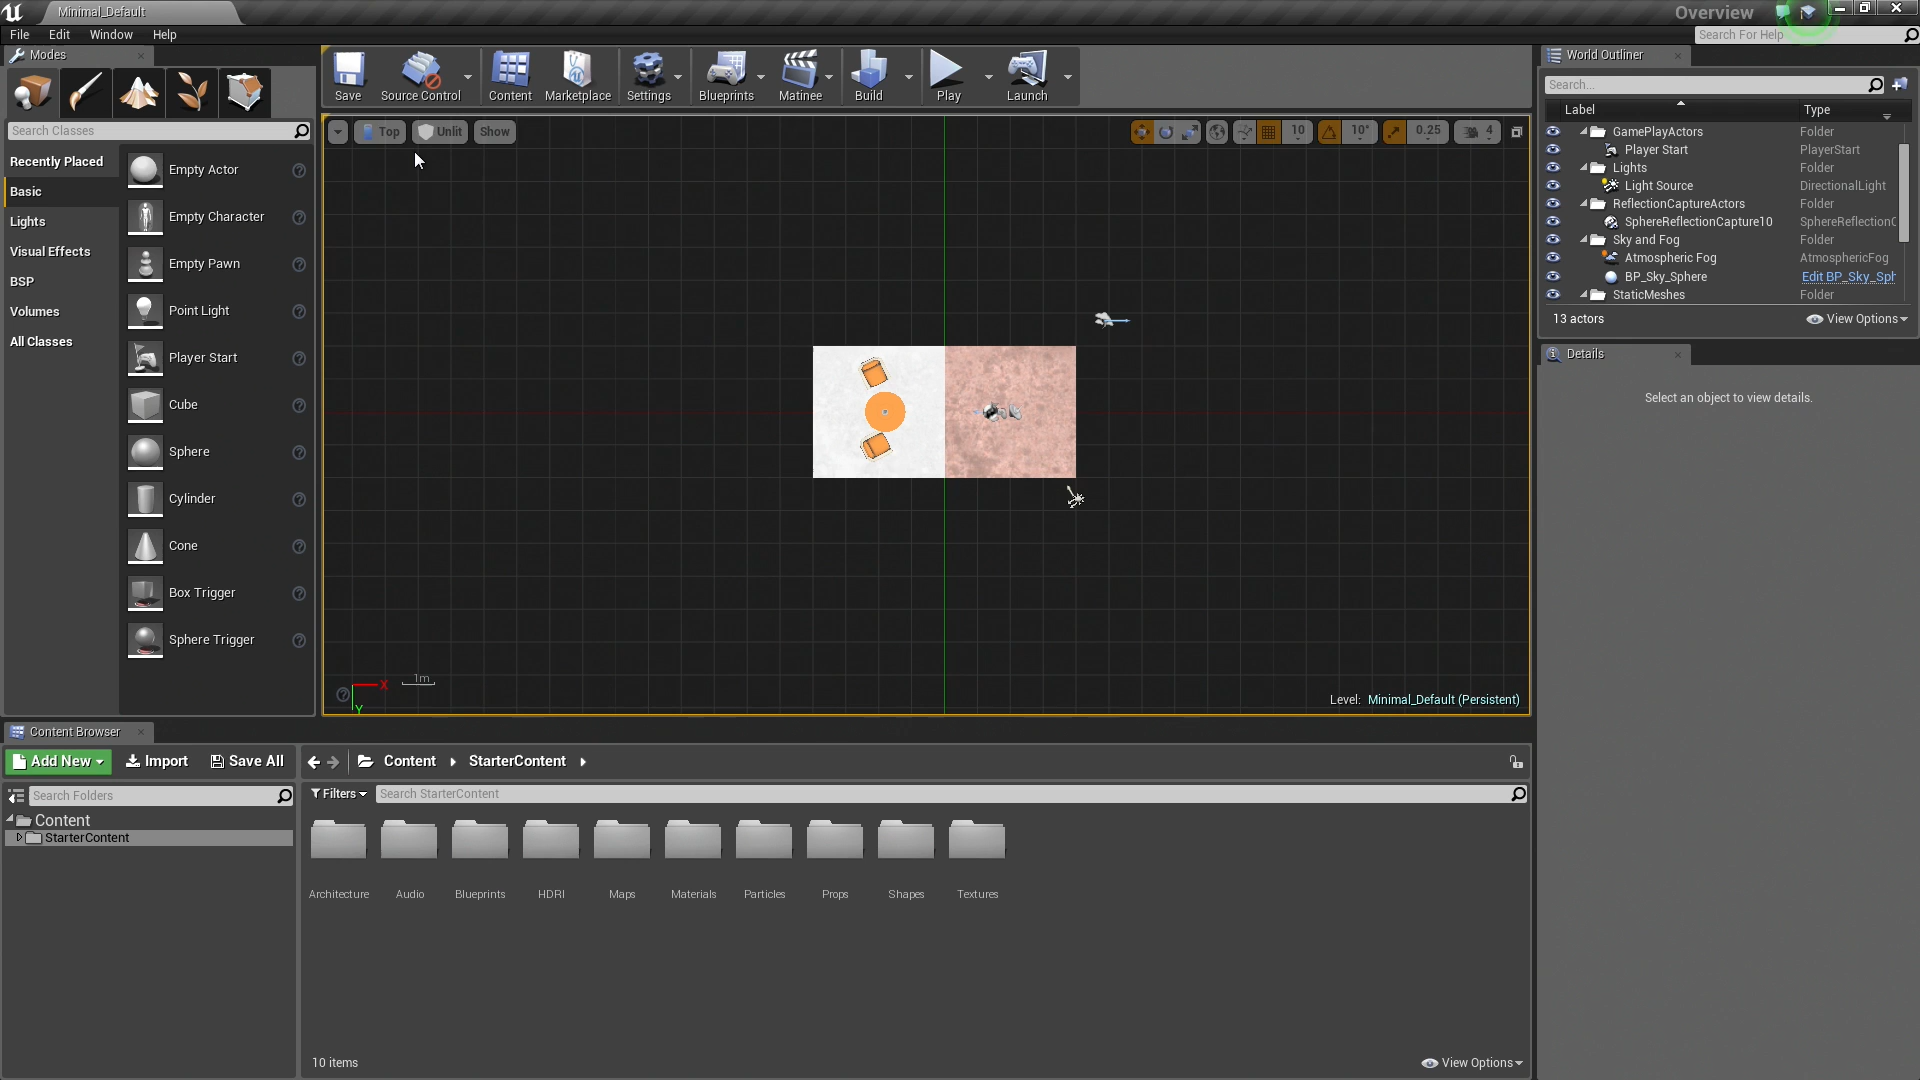 Minimal_Default
Overview
File Edit Window Help
Search For Help
Modes
Search Classes
Recently Placed
Basic
Lights
Visual Effects
BSP
Volumes
All Classes
Empty Actor
Empty Character
Empty Pawn
Point Light
Player Start
Cube
Sphere
Cylinder
Cone
Box Trigger
Sphere Trigger
Save Source Control Content Marketplace Settings Blueprints Matinee Build Play Launch
Top Unlit Show
10 10° 0.25 4
1m
X
Y
Level: Minimal_Default (Persistent)
World Outliner
Search...
Label Type
GamePlayActors Folder
Player Start PlayerStart
Lights Folder
Light Source DirectionalLight
ReflectionCaptureActors Folder
SphereReflectionCapture10 SphereReflectionC
Sky and Fog Folder
Atmospheric Fog AtmosphericFog
BP_Sky_Sphere Edit BP_Sky_Sph
StaticMeshes Folder
13 actors View Options
Details
Select an object to view details.
Content Browser
Add New Import Save All
Content StarterContent
Search Folders
Content
StarterContent
Filters Search StarterContent
Architecture Audio Blueprints HDRI Maps Materials Particles Props Shapes Textures
10 items View Options